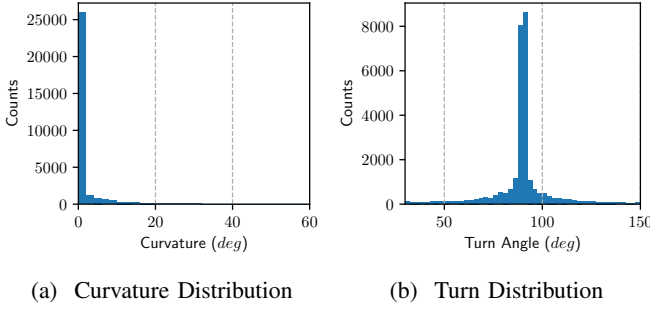 25000
20000
15000
10000
5000
0
Counts
0 20 40 60
Curvature (deg)
8000
6000
4000
2000
0
Counts
50 100 150
Turn Angle (deg)
(a) Curvature Distribution
(b) Turn Distribution